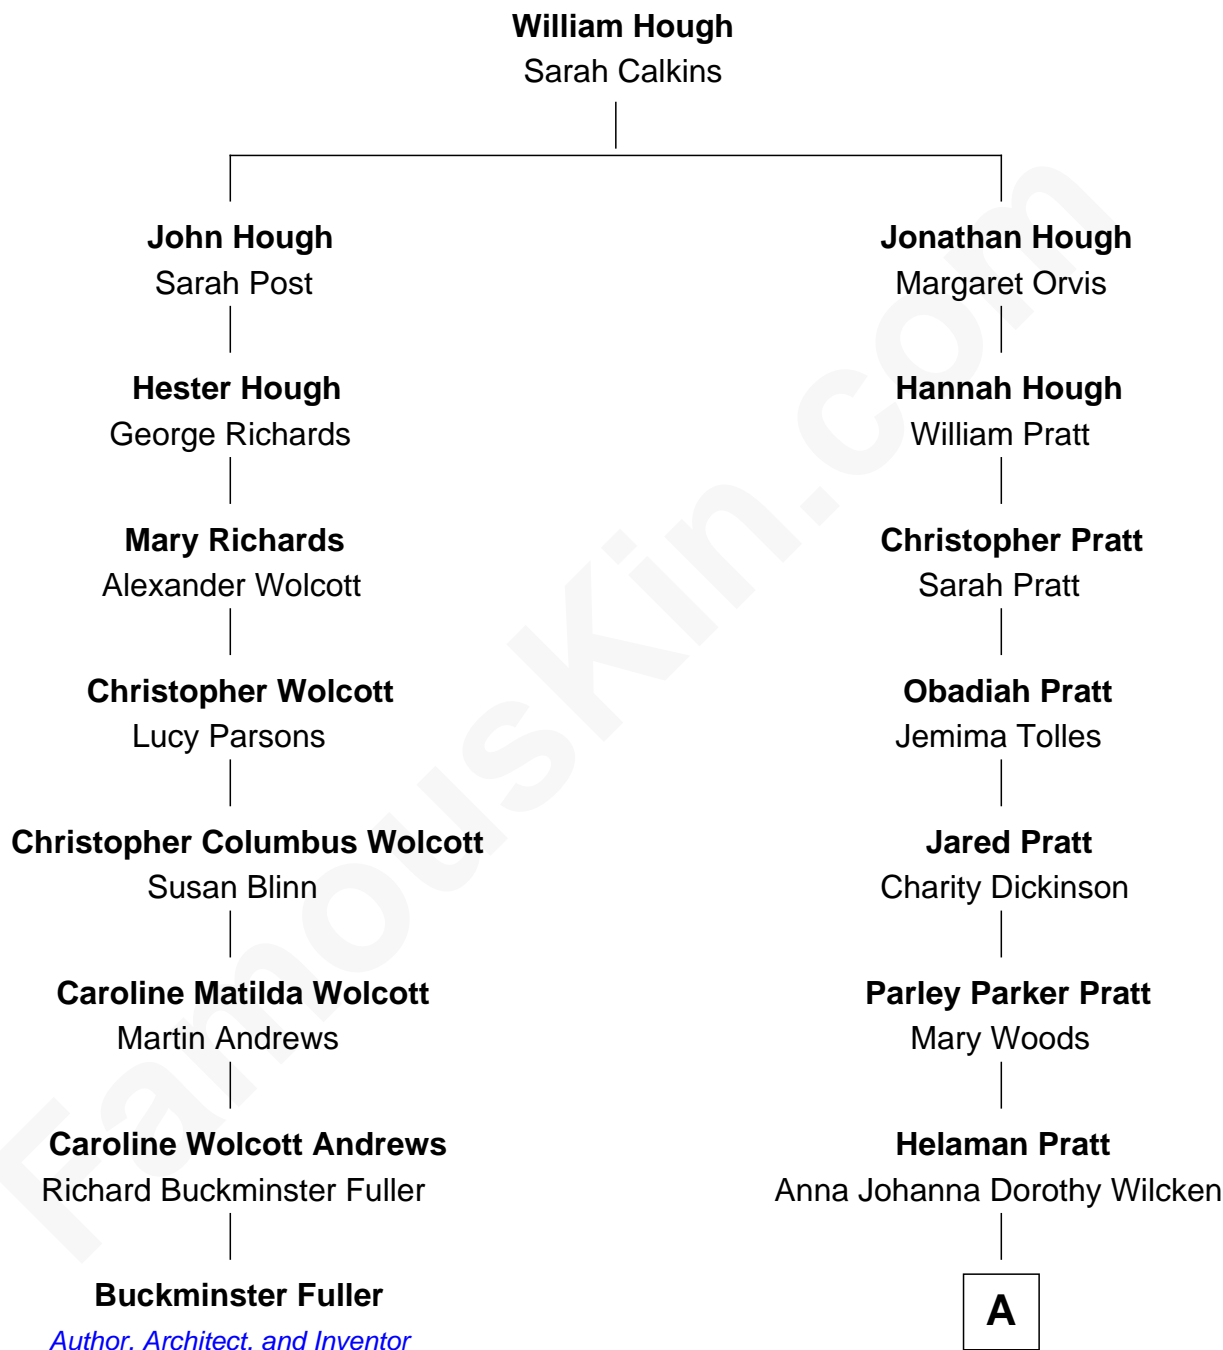 William Hough
Sarah Calkins
John Hough
Sarah Post
Jonathan Hough
Margaret Orvis
Hester Hough
George Richards
Hannah Hough
William Pratt
Mary Richards
Alexander Wolcott
Christopher Pratt
Sarah Pratt
Christopher Wolcott
Lucy Parsons
Obadiah Pratt
Jemima Tolles
Christopher Columbus Wolcott
Susan Blinn
Jared Pratt
Charity Dickinson
Caroline Matilda Wolcott
Martin Andrews
Parley Parker Pratt
Mary Woods
Caroline Wolcott Andrews
Richard Buckminster Fuller
Helaman Pratt
Anna Johanna Dorothy Wilcken
Buckminster Fuller
Author, Architect, and Inventor
A
FamousKin.com